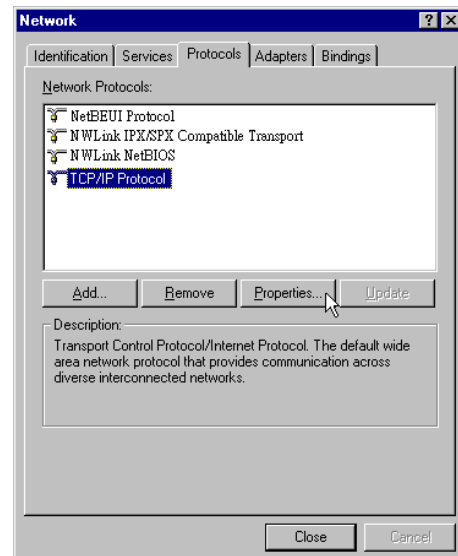 Network
Identification Services Protocols Adapters Bindings
Network Protocols:
NetBEUI Protocol
NWLink IPX/SPX Compatible Transport
NWLink NetBIOS
TCP/IP Protocol
Add... Remove Properties... Update
Description:
Transport Control Protocol/Internet Protocol. The default wide
area network protocol that provides communication across
diverse interconnected networks.
Close Cancel